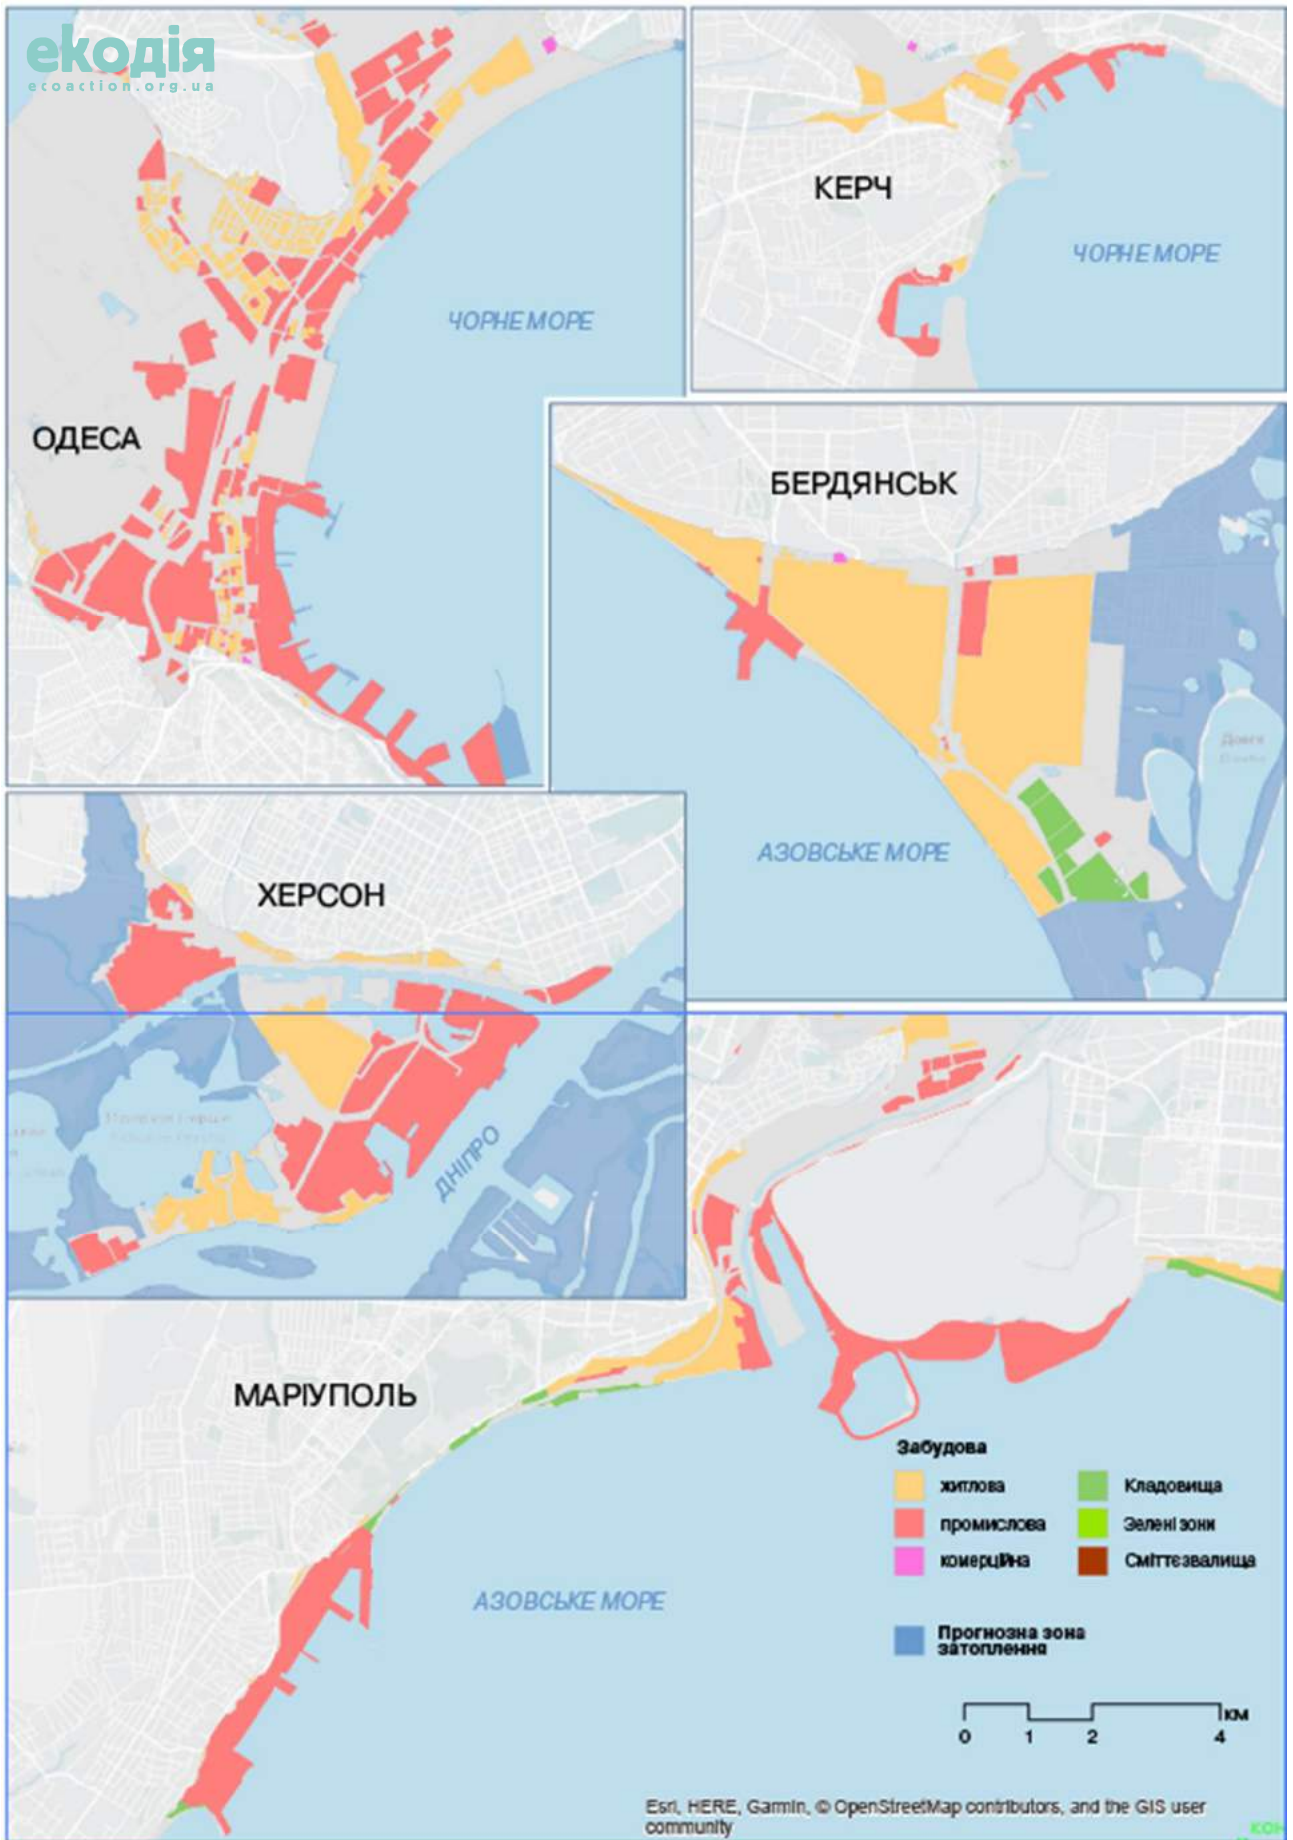 екодія
ecoaction.org.ua
КЕРЧ
ЧОРНЕ МОРЕ
ЧОРНЕ МОРЕ
ОДЕСА
БЕРДЯНСЬК
АЗОВСЬКЕ МОРЕ
ХЕРСОН
ДНІПРО
МАРІУПОЛЬ
АЗОВСЬКЕ МОРЕ
Забудова
житлова
промислова
комерційна
Кладовища
Зелені зони
Сміттєзвалища
Прогнозна зона
затоплення
км
0 1 2 4
Esri, HERE, Garmin, © OpenStreetMap contributors, and the GIS user
community